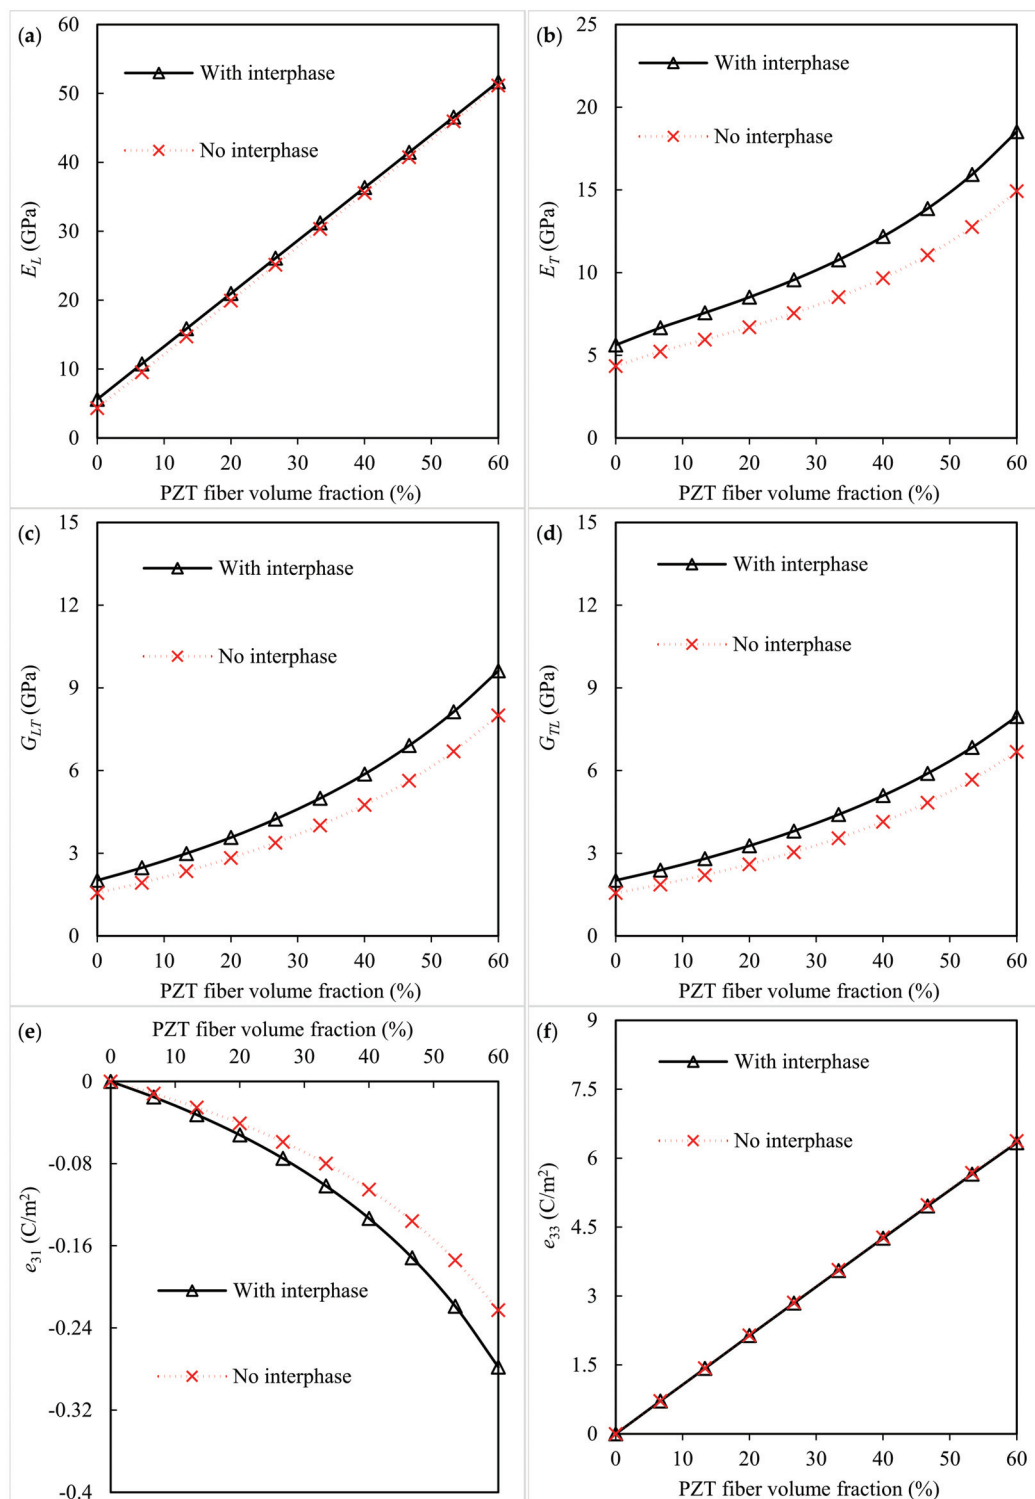 (a)
60
50
40
30
20
10
0
E_L (GPa)
With interphase
No interphase
0 10 20 30 40 50 60
PZT fiber volume fraction (%)
(b)
25
20
15
10
5
0
E_T (GPa)
With interphase
No interphase
0 10 20 30 40 50 60
PZT fiber volume fraction (%)
(c)
15
12
9
6
3
0
G_LT (GPa)
With interphase
No interphase
0 10 20 30 40 50 60
PZT fiber volume fraction (%)
(d)
15
12
9
6
3
0
G_TL (GPa)
With interphase
No interphase
0 10 20 30 40 50 60
PZT fiber volume fraction (%)
(e)
PZT fiber volume fraction (%)
0 10 20 30 40 50 60
0
-0.08
-0.16
-0.24
-0.32
-0.4
e₃₁ (C/m²)
With interphase
No interphase
(f)
9
7.5
6
4.5
3
1.5
0
e₃₃ (C/m²)
With interphase
No interphase
0 10 20 30 40 50 60
PZT fiber volume fraction (%)